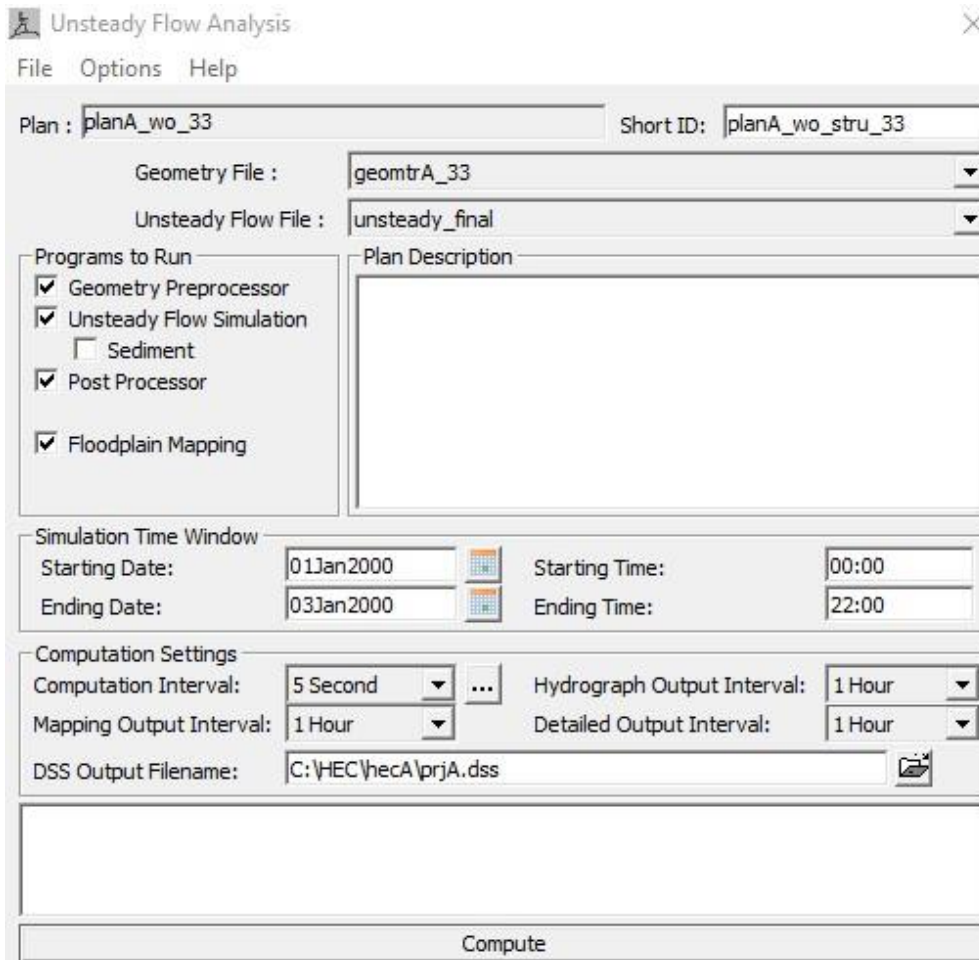 Unsteady Flow Analysis
File Options Help
Plan : planA_wo_33 Short ID: planA_wo_stru_33
Geometry File : geomtrA_33
Unsteady Flow File : unsteady_final
Programs to Run Plan Description
Geometry Preprocessor
Unsteady Flow Simulation
Sediment
Post Processor
Floodplain Mapping
Simulation Time Window
Starting Date: 01Jan2000 Starting Time: 00:00
Ending Date: 03Jan2000 Ending Time: 22:00
Computation Settings
Computation Interval: 5 Second ... Hydrograph Output Interval: 1 Hour
Mapping Output Interval: 1 Hour Detailed Output Interval: 1 Hour
DSS Output Filename: C:\HEC\hecA\prjA.dss
Compute